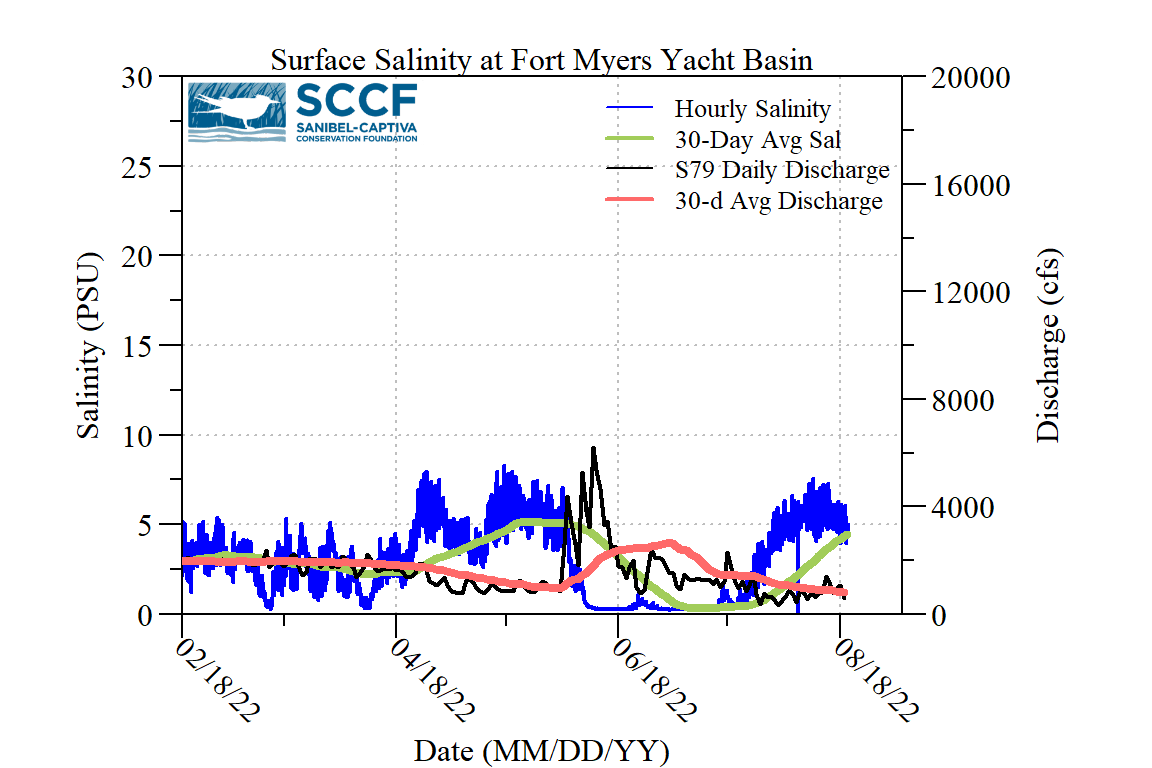 Surface Salinity at Fort Myers Yacht Basin
SCCF
SANIBEL-CAPTIVA
CONSERVATION FOUNDATION
Hourly Salinity
30-Day Avg Sal
S79 Daily Discharge
30-d Avg Discharge
30
25
20
15
10
5
0
Salinity (PSU)
20000
16000
12000
8000
4000
0
Discharge (cfs)
02/18/22
04/18/22
06/18/22
08/18/22
Date (MM/DD/YY)